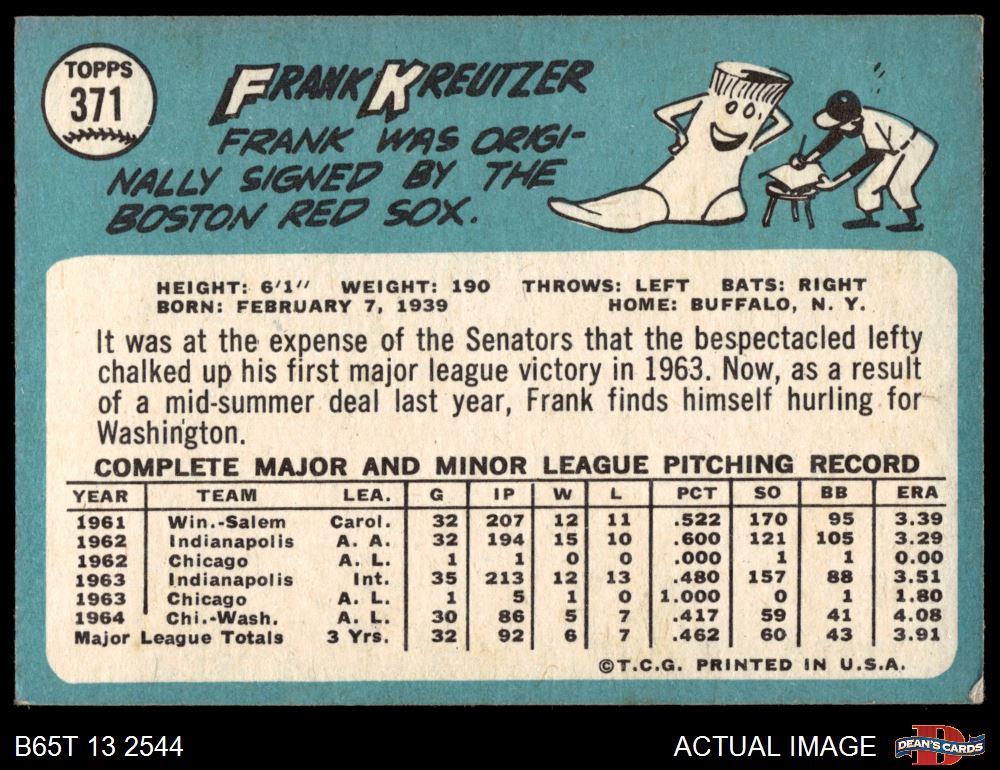 TOPPS
371
FRANK KREUTZER
FRANK WAS ORIGI-
NALLY SIGNED BY THE
BOSTON RED SOX.
HEIGHT: 6'1" WEIGHT: 190 THROWS: LEFT BATS: RIGHT
BORN: FEBRUARY 7, 1939 HOME: BUFFALO, N. Y.
It was at the expense of the Senators that the bespectacled lefty
chalked up his first major league victory in 1963. Now, as a result
of a mid-summer deal last year, Frank finds himself hurling for
Washington.
COMPLETE MAJOR AND MINOR LEAGUE PITCHING RECORD
YEAR TEAM LEA. G IP W L PCT SO BB ERA
1961 Win.-Salem Carol. 32 207 12 11 .522 170 95 3.39
1962 Indianapolis A. A. 32 194 15 10 .600 121 105 3.29
1962 Chicago A. L. 1 1 0 0 .000 1 1 0.00
1963 Indianapolis Int. 35 213 12 13 .480 157 88 3.51
1963 Chicago A. L. 1 5 1 0 1.000 0 1 1.80
1964 Chi.-Wash. A. L. 30 86 5 7 .417 59 41 4.08
Major League Totals 3 Yrs. 32 92 6 7 .462 60 43 3.91
©T.C.G. PRINTED IN U.S.A.
B65T 13 2544 ACTUAL IMAGE D DEAN'S CARDS